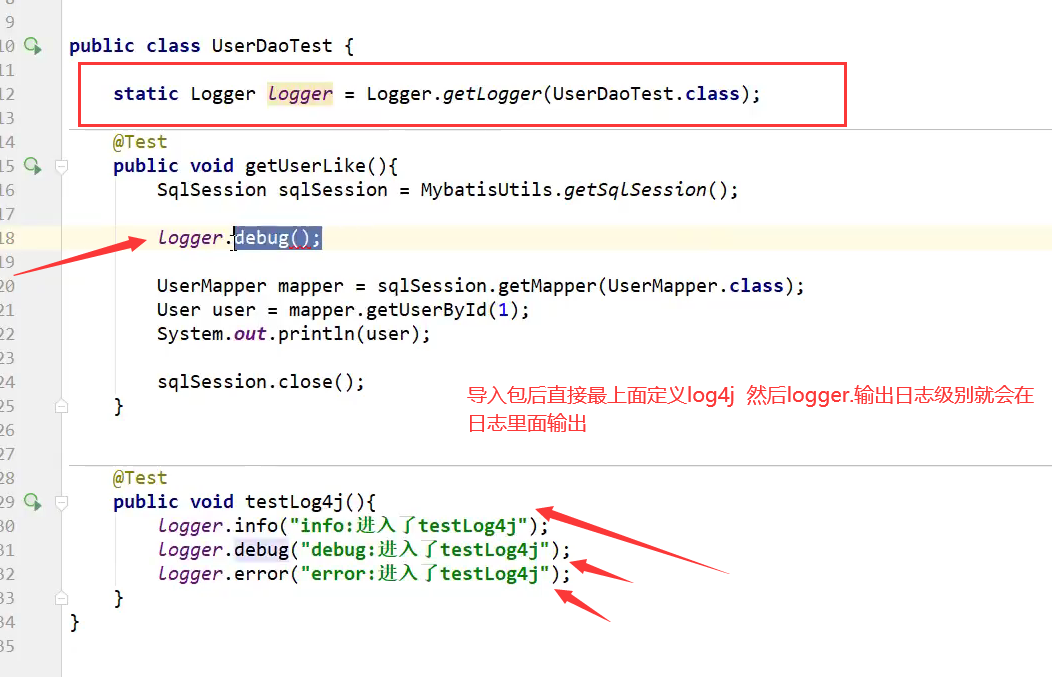 9
10 public class UserDaoTest {
11
12 static Logger logger = Logger.getLogger(UserDaoTest.class);
13
14 @Test
15 public void getUserLike(){
16 SqlSession sqlSession = MybatisUtils.getSqlSession();
17
18 logger.debug();
19
20 UserMapper mapper = sqlSession.getMapper(UserMapper.class);
21 User user = mapper.getUserById(1);
22 System.out.println(user);
23
24 sqlSession.close();
导入包后直接最上面定义log4j 然后logger.输出日志级别就会在
25 }
日志里面输出
26
27
28 @Test
29 public void testLog4j(){
30 logger.info("info:进入了testLog4j");
31 logger.debug("debug:进入了testLog4j");
32 logger.error("error:进入了testLog4j");
33 }
34 }
35